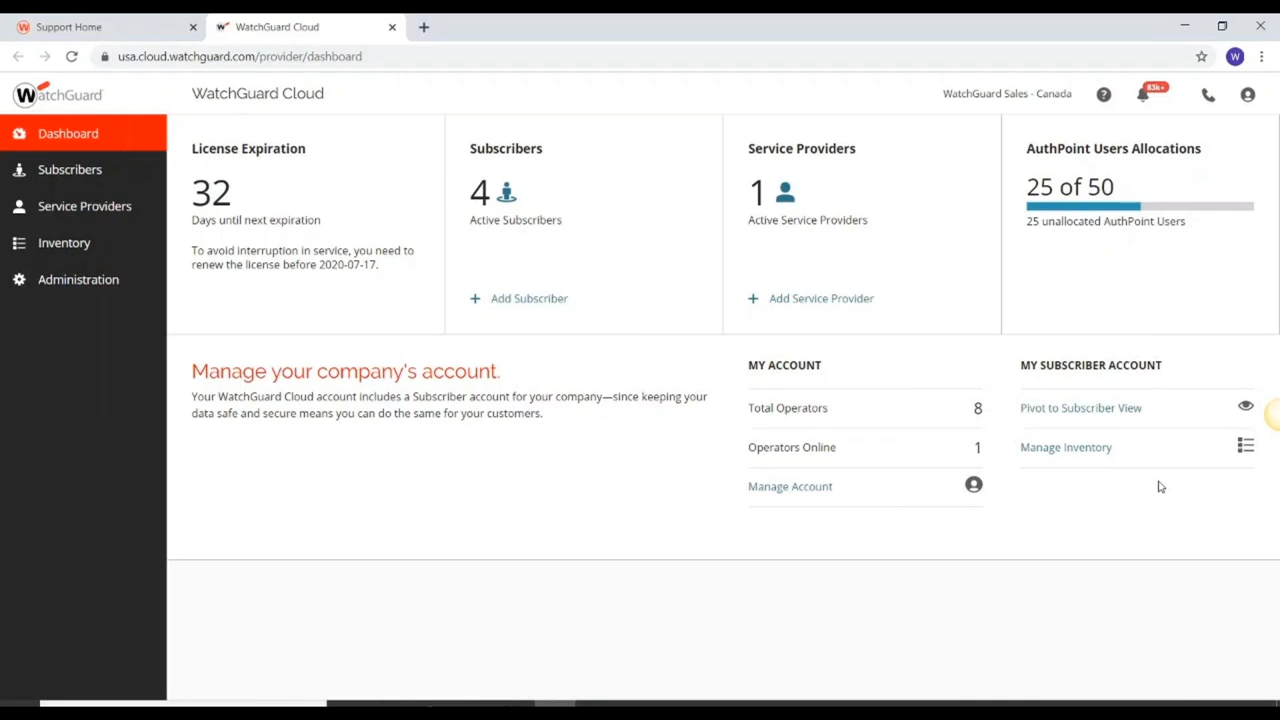 Support Home
WatchGuard Cloud
usa.cloud.watchguard.com/provider/dashboard
W
WatchGuard
WatchGuard Cloud
WatchGuard Sales - Canada
83k+
Dashboard
Subscribers
Service Providers
Inventory
Administration
License Expiration
32
Days until next expiration
To avoid interruption in service, you need to
renew the license before 2020-07-17.
Subscribers
4
Active Subscribers
+ Add Subscriber
Service Providers
1
Active Service Providers
+ Add Service Provider
AuthPoint Users Allocations
25 of 50
25 unallocated AuthPoint Users
Manage your company's account.
Your WatchGuard Cloud account includes a Subscriber account for your company—since keeping your
data safe and secure means you can do the same for your customers.
MY ACCOUNT
Total Operators 8
Operators Online 1
Manage Account
MY SUBSCRIBER ACCOUNT
Pivot to Subscriber View
Manage Inventory